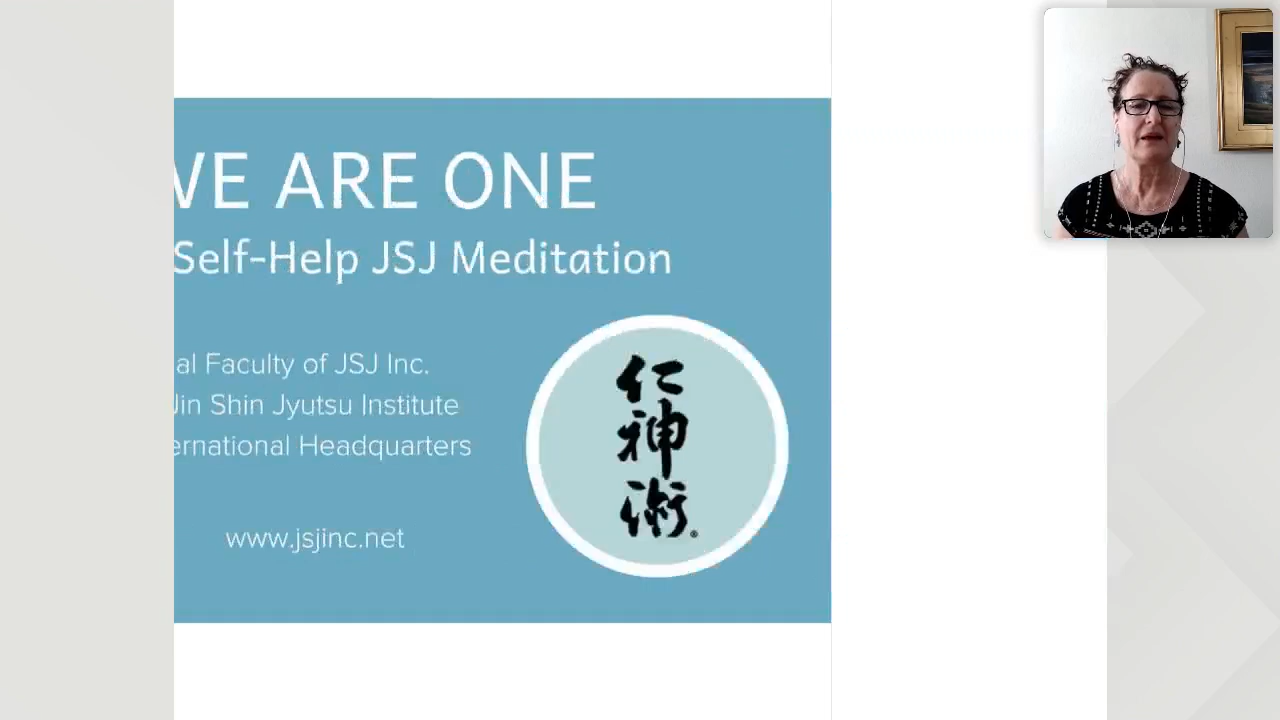 WE ARE ONE
Self-Help JSJ Meditation
al Faculty of JSJ Inc.
Jin Shin Jyutsu Institute
ernational Headquarters
www.jsjinc.net
仁
神
術
®